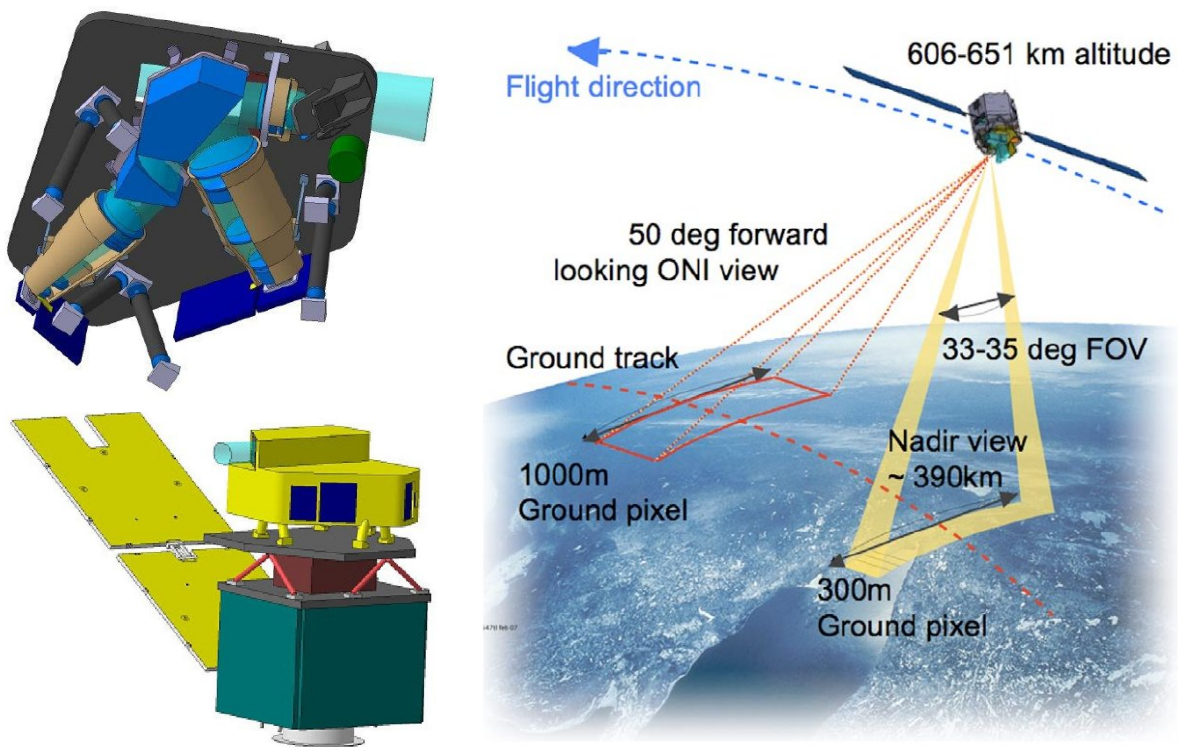 606-651 km altitude
Flight direction
50 deg forward
looking ONI view
33-35 deg FOV
Ground track
Nadir view
~ 390km
1000m
Ground pixel
300m
Ground pixel